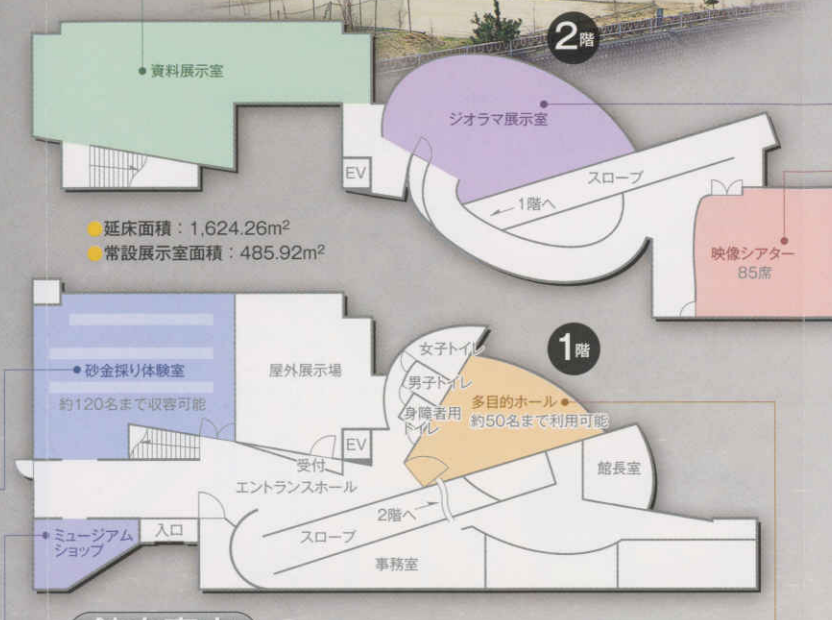 2階
資料展示室
ジオラマ展示室
EV
スロープ
1階へ
映像シアター
85席
延床面積：1,624.26m²
常設展示室面積：485.92m²
1階
砂金採り体験室
約120名まで収容可能
屋外展示場
女子トイレ
男子トイレ
身障者用
トイレ
多目的ホール
約50名まで利用可能
EV
受付
エントランスホール
館長室
2階へ
スロープ
事務室
入口
ミュージアム
ショップ